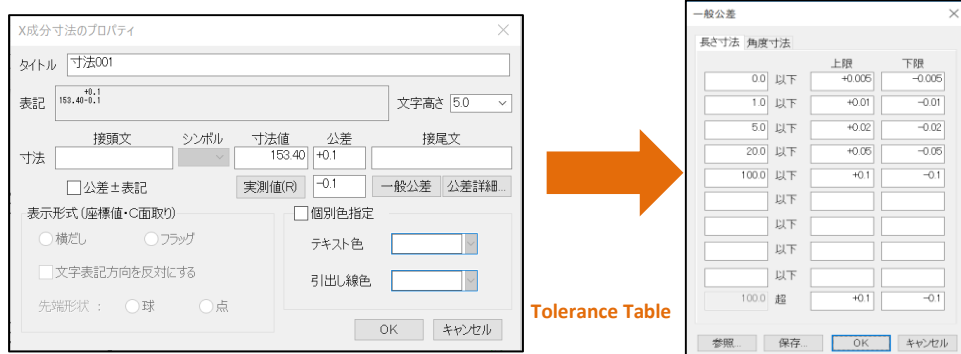 X成分寸法のプロパティ
タイトル 寸法001
表記 153.40 +0.1 -0.1 文字高さ 5.0
接頭文 シンボル 寸法値 公差 接尾文
寸法 153.40 +0.1
公差±表記 実測値(R) -0.1 一般公差 公差詳細...
表示形式(座標値・C面取り) 個別色指定
横だし フラッグ テキスト色
文字表記方向を反対にする 引出し線色
先端形状 : 球 点
OK キャンセル
Tolerance Table
一般公差
長さ寸法 角度寸法
上限 下限
0.0 以下 +0.005 -0.005
1.0 以下 +0.01 -0.01
5.0 以下 +0.02 -0.02
20.0 以下 +0.05 -0.05
100.0 以下 +0.1 -0.1
以下
以下
以下
以下
100.0 超 +0.1 -0.1
参照... 保存... OK キャンセル